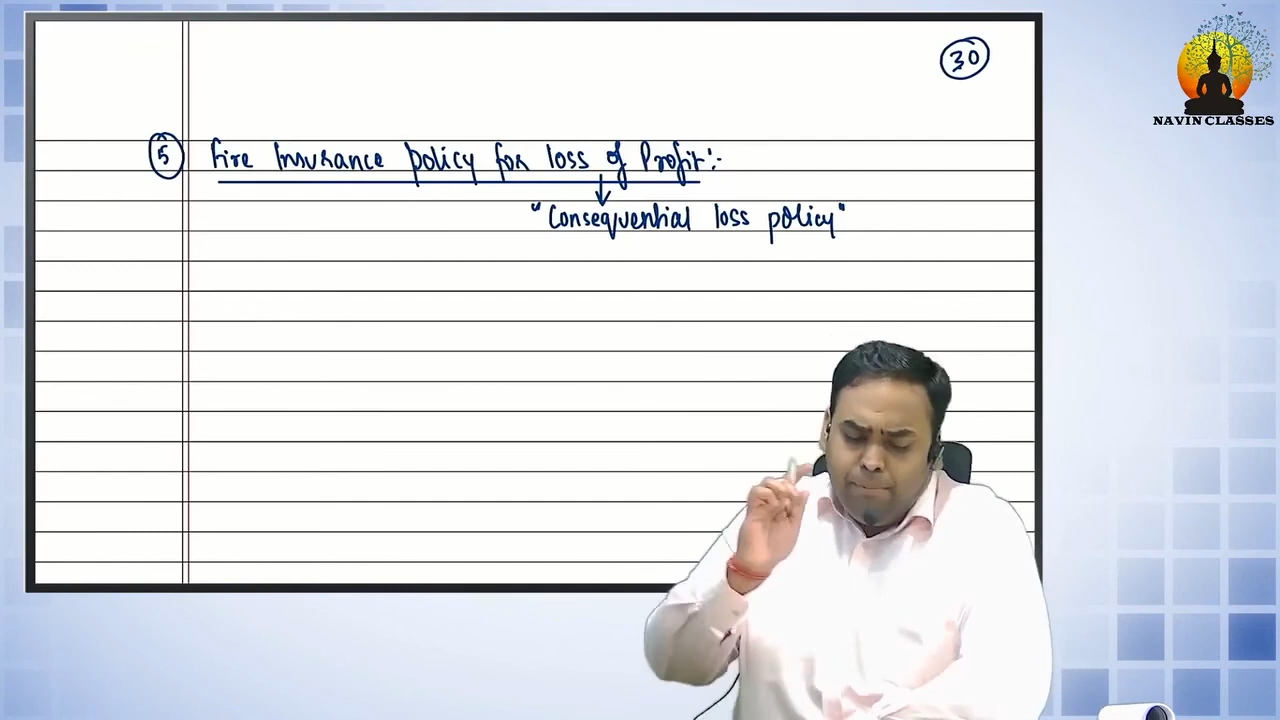 30
NAVIN CLASSES
5 Fire Insurance policy for loss of Profit:-
"Consequential loss policy"